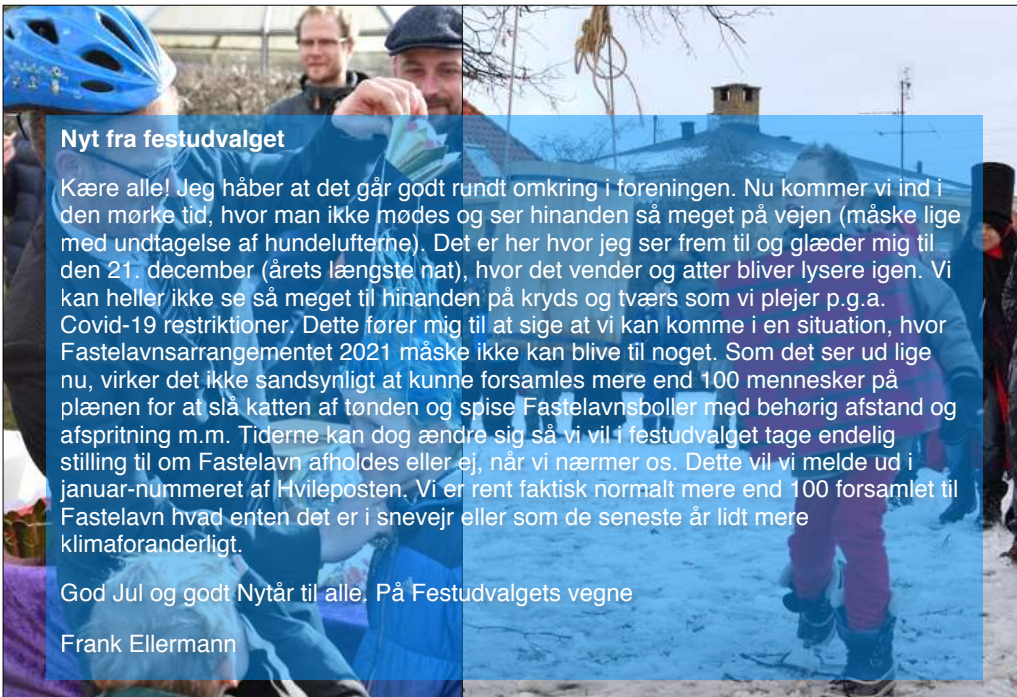 Nyt fra festudvalget
Kære alle! Jeg håber at det går godt rundt omkring i foreningen. Nu kommer vi ind i
den mørke tid, hvor man ikke mødes og ser hinanden så meget på vejen (måske lige
med undtagelse af hundelufterne). Det er her hvor jeg ser frem til og glæder mig til
den 21. december (årets længste nat), hvor det vender og atter bliver lysere igen. Vi
kan heller ikke se så meget til hinanden på kryds og tværs som vi plejer p.g.a.
Covid-19 restriktioner. Dette fører mig til at sige at vi kan komme i en situation, hvor
Fastelavnsarrangementet 2021 måske ikke kan blive til noget. Som det ser ud lige
nu, virker det ikke sandsynligt at kunne forsamles mere end 100 mennesker på
plænen for at slå katten af tønden og spise Fastelavnsboller med behørig afstand og
afspritning m.m. Tiderne kan dog ændre sig så vi vil i festudvalget tage endelig
stilling til om Fastelavn afholdes eller ej, når vi nærmer os. Dette vil vi melde ud i
januar-nummeret af Hvileposten. Vi er rent faktisk normalt mere end 100 forsamlet til
Fastelavn hvad enten det er i snevejr eller som de seneste år lidt mere
klimaforanderligt.
God Jul og godt Nytår til alle. På Festudvalgets vegne
Frank Ellermann